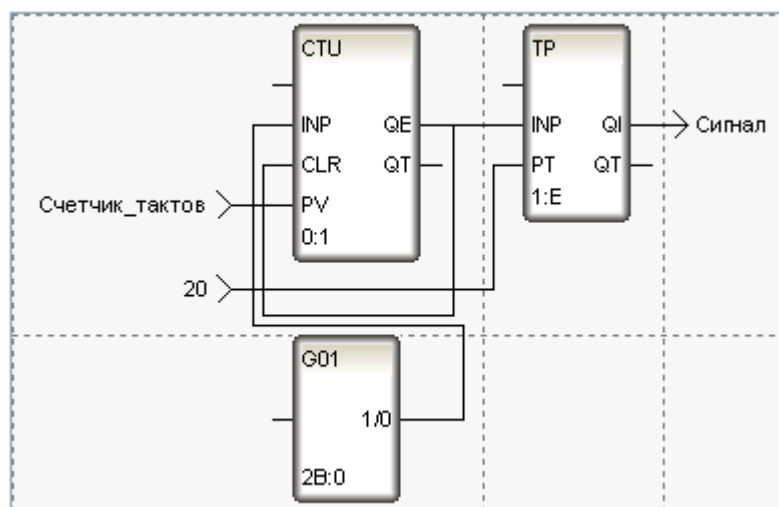 CTU
INP QE
CLR QT
PV
0:1
TP
INP QI
PT QT
1:E
Сигнал
Счетчик_тактов
20
G01
1/0
2B:0